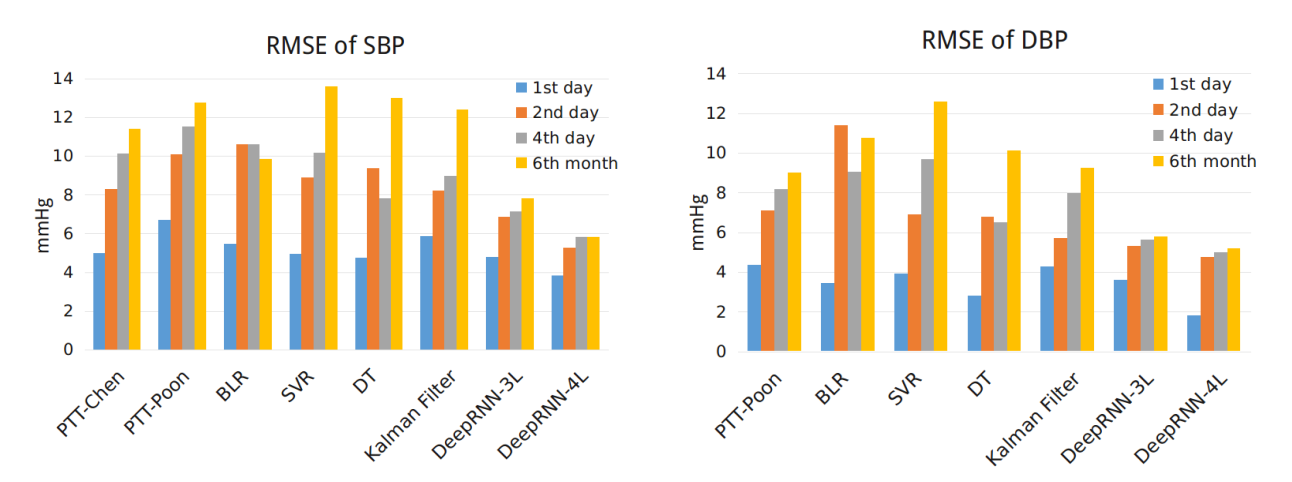 RMSE of SBP
mmHg
14
12
10
8
6
4
2
0
1st day
2nd day
4th day
6th month
PTT-Chen
PTT-Poon
BLR
SVR
DT
Kalman Filter
DeepRNN-3L
DeepRNN-4L
RMSE of DBP
mmHg
14
12
10
8
6
4
2
0
1st day
2nd day
4th day
6th month
PTT-Poon
BLR
SVR
DT
Kalman Filter
DeepRNN-3L
DeepRNN-4L